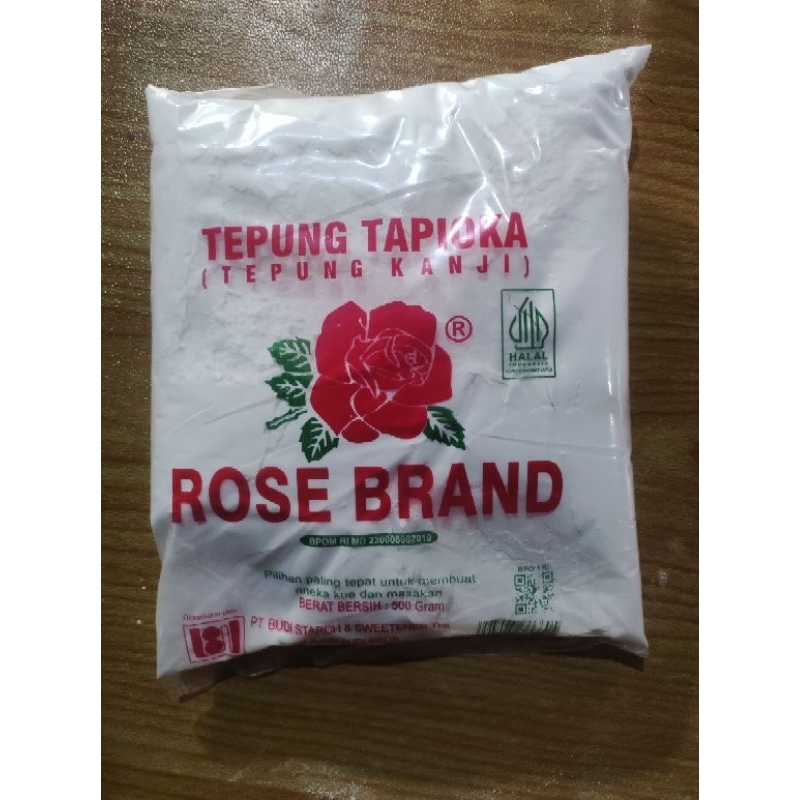 TEPUNG TAPIOKA
(TEPUNG KANJI)
®
HALAL
INDONESIA
ROSE BRAND
Pilihan paling tepat untuk membuat
aneka kue dan masakan
BERAT BERSIH : 500 Gram
BPOM RI MD
PT. BUDI STARCH & SWEETENER Tbk